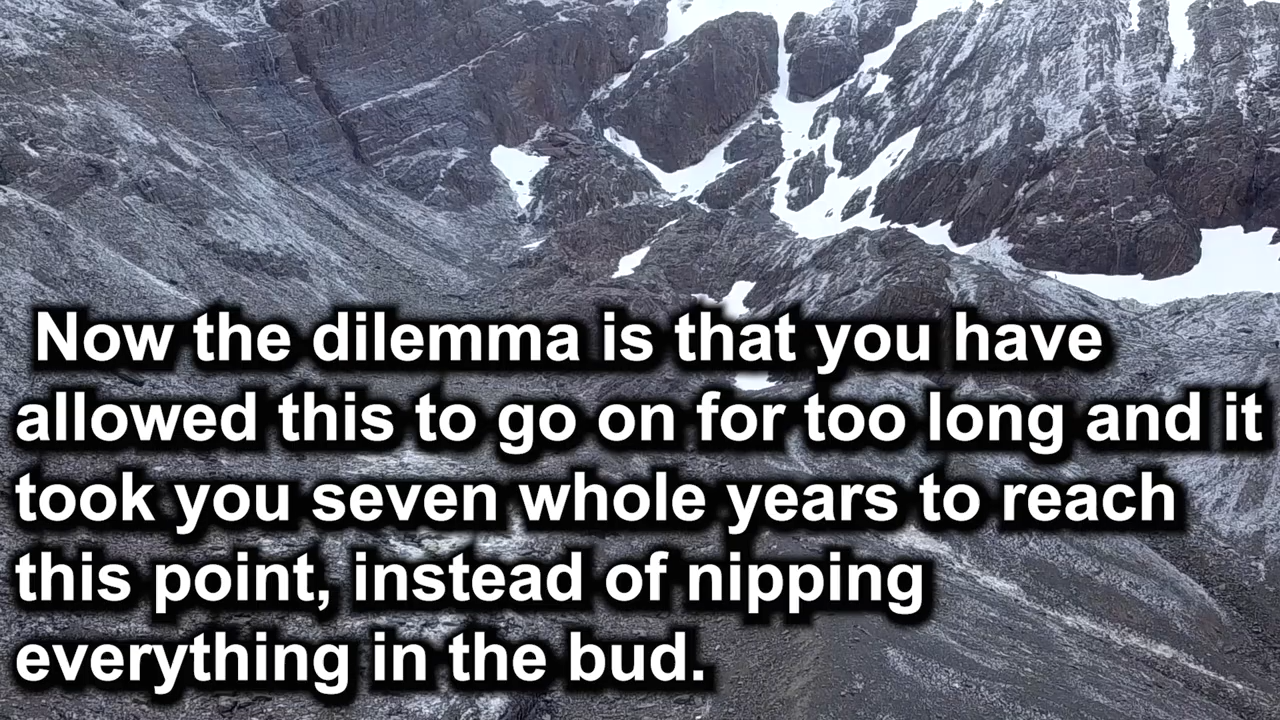 Now the dilemma is that you have
allowed this to go on for too long and it
took you seven whole years to reach
this point, instead of nipping
everything in the bud.